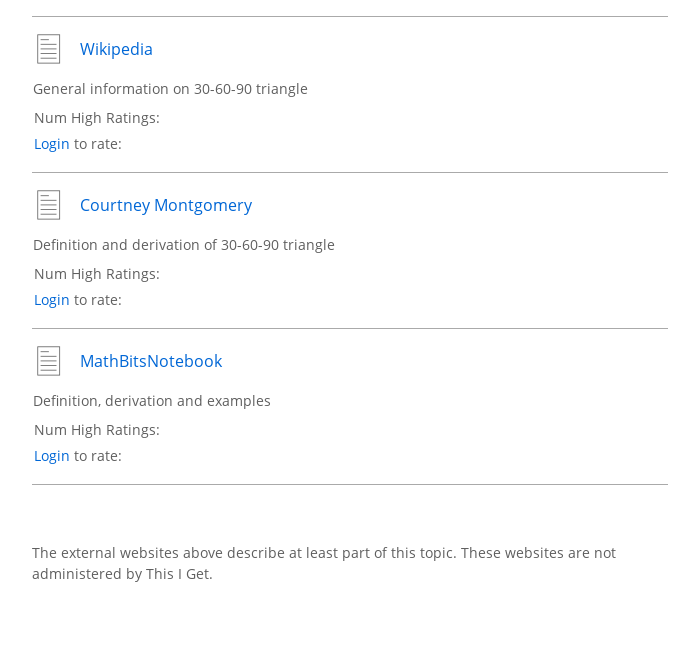 Wikipedia
General information on 30-60-90 triangle
Num High Ratings:
Login to rate:
Courtney Montgomery
Definition and derivation of 30-60-90 triangle
Num High Ratings:
Login to rate:
MathBitsNotebook
Definition, derivation and examples
Num High Ratings:
Login to rate:
The external websites above describe at least part of this topic. These websites are not
administered by This I Get.